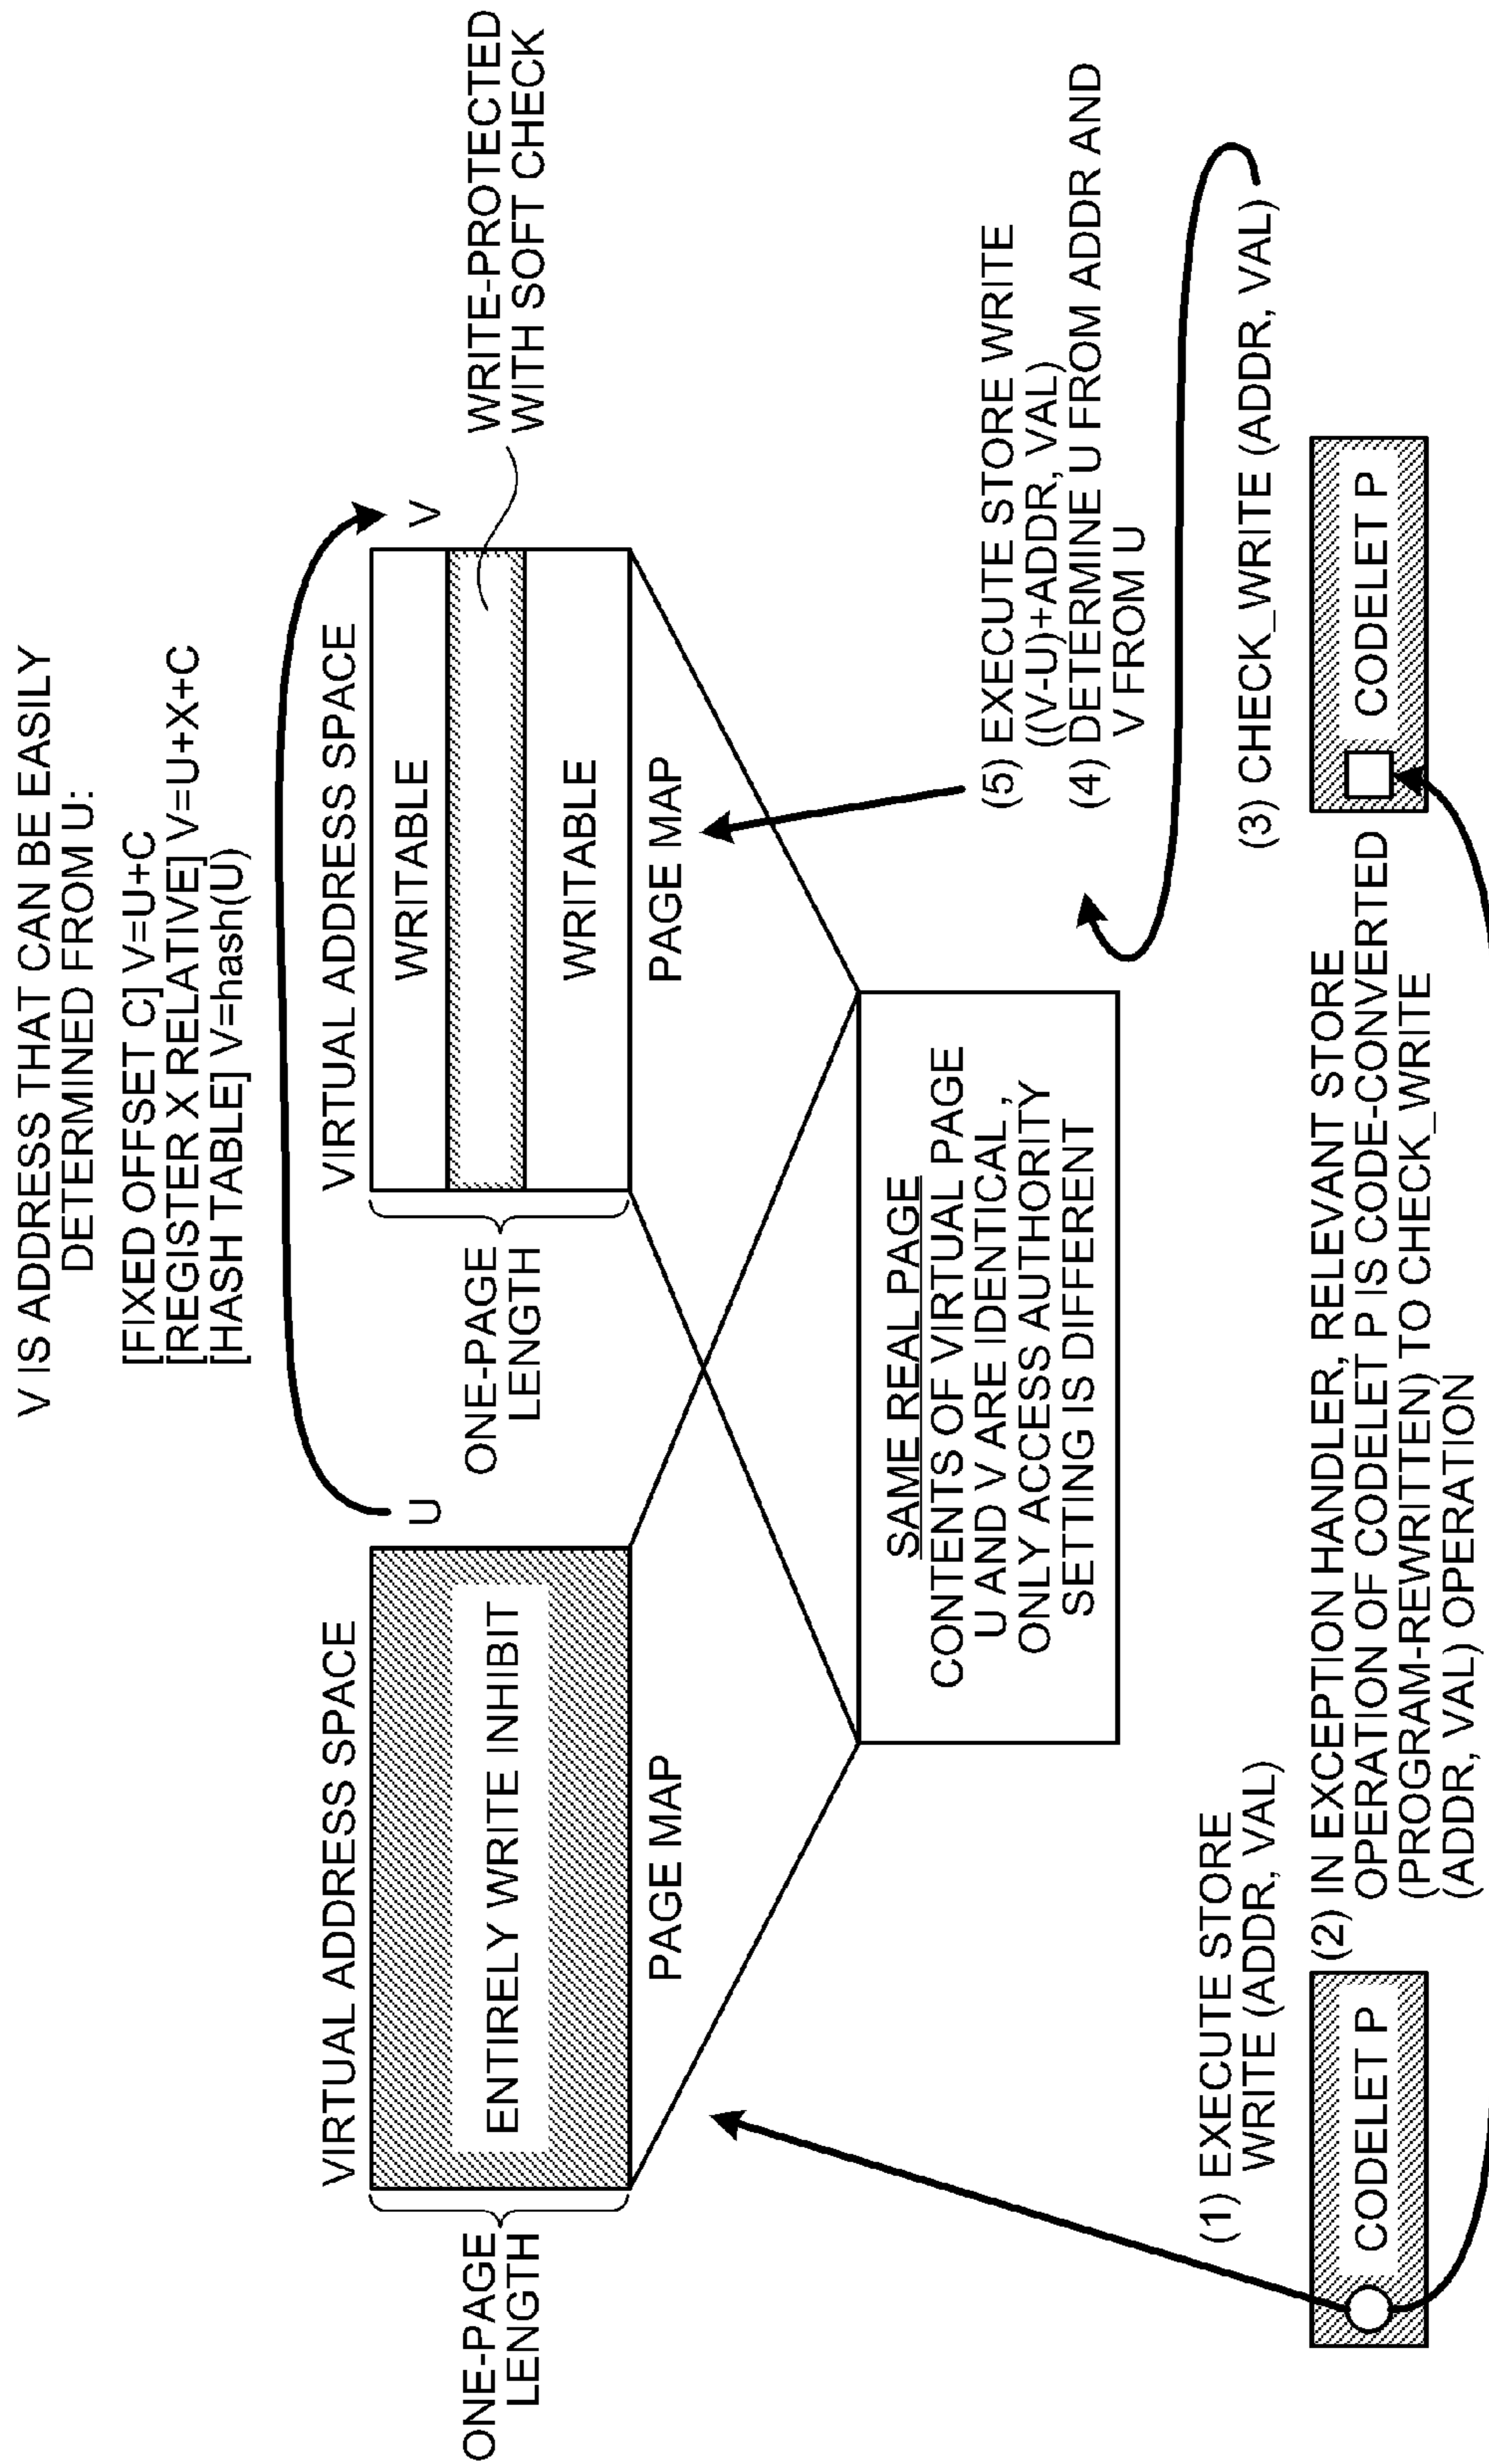 V IS ADDRESS THAT CAN BE EASILY
DETERMINED FROM U:
[FIXED OFFSET C] V=U+C
[REGISTER X RELATIVE] V=U+X+C
[HASH TABLE] V=hash(U)
VIRTUAL ADDRESS SPACE
U
ONE-PAGE
LENGTH
ENTIRELY WRITE INHIBIT
PAGE MAP
VIRTUAL ADDRESS SPACE
V
ONE-PAGE
LENGTH
WRITABLE
WRITABLE
PAGE MAP
WRITE-PROTECTED
WITH SOFT CHECK
SAME REAL PAGE
CONTENTS OF VIRTUAL PAGE
U AND V ARE IDENTICAL ,
ONLY ACCESS AUTHORITY
SETTING IS DIFFERENT
(5) EXECUTE STORE WRITE
((V-U)+ADDR, VAL)
(4) DETERMINE U FROM ADDR AND
V FROM U
(1) EXECUTE STORE
WRITE (ADDR, VAL)
(3) CHECK_WRITE (ADDR, VAL)
CODELET P
(2) IN EXCEPTION HANDLER, RELEVANT STORE
OPERATION OF CODELET P IS CODE-CONVERTED
(PROGRAM-REWRITTEN) TO CHECK_WRITE
(ADDR, VAL) OPERATION
CODELET P